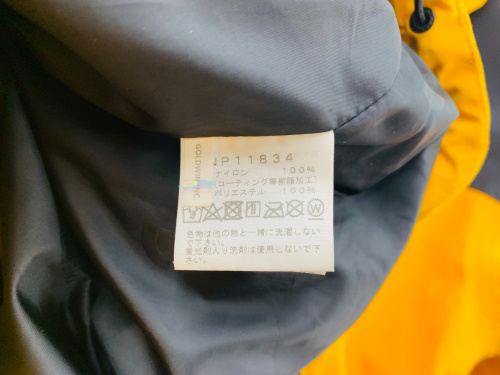 NP11834
ナイロン 100%
(コーティング等樹脂加工)
ポリエステル 100%
色物は他の物と一緒に洗濯しない
で下さい。
蛍光剤入り洗剤は使用しないで下
さい。
GOLDWIN INC.